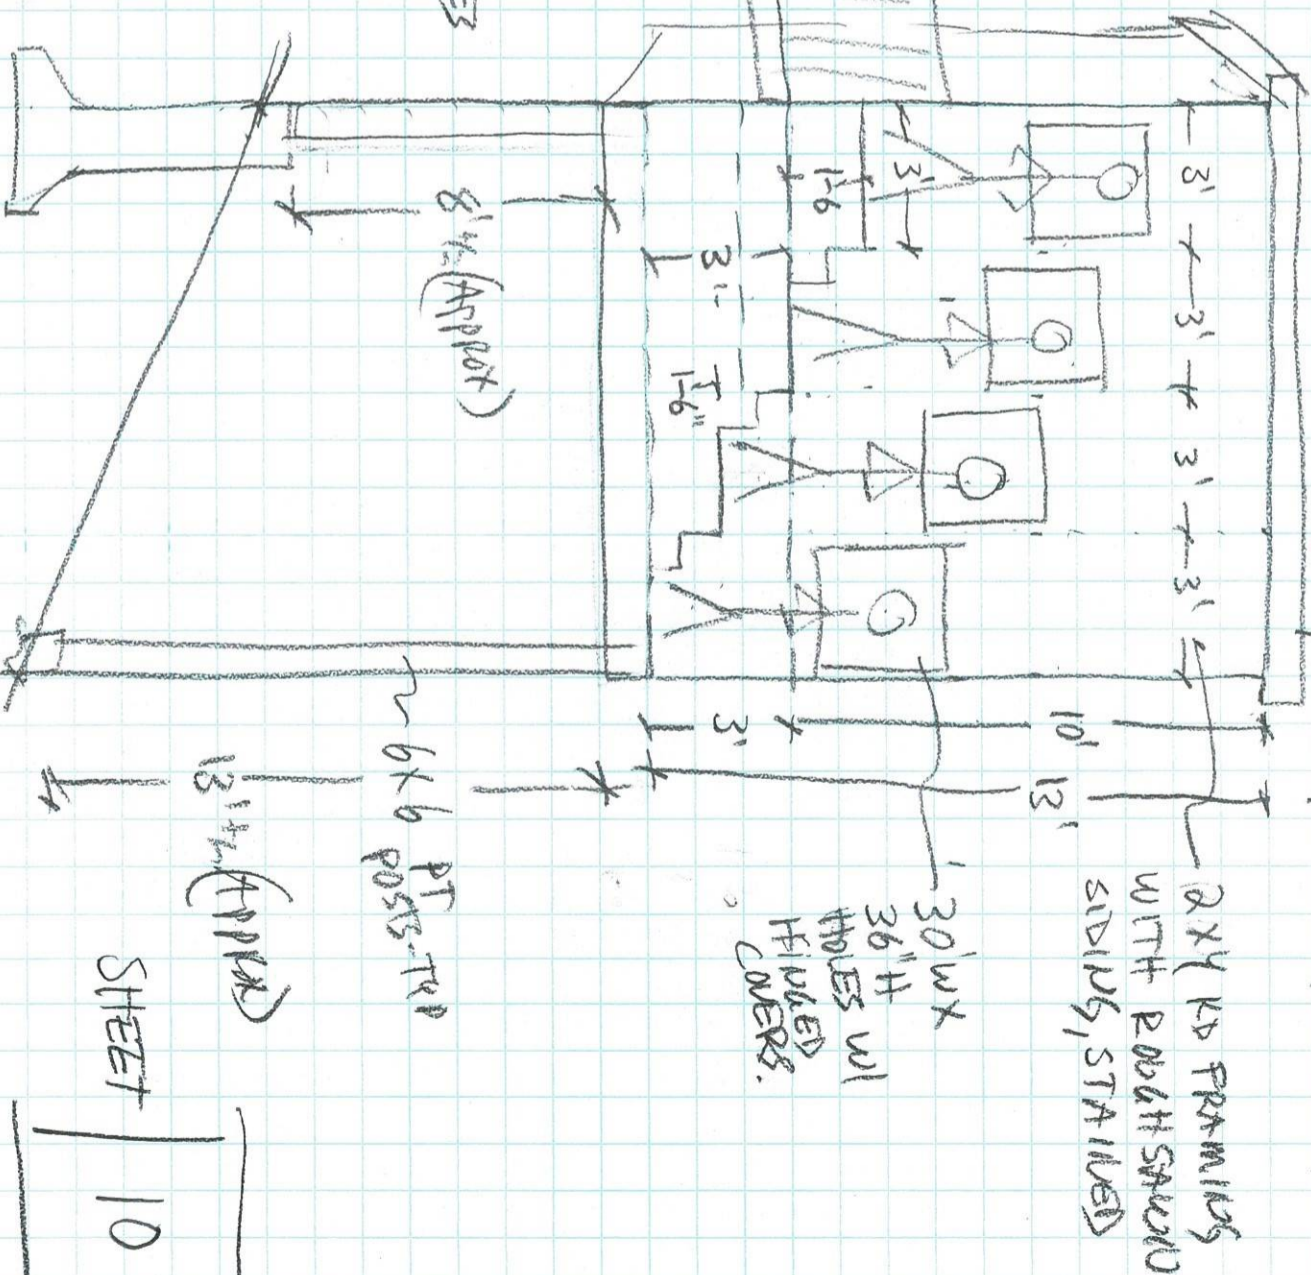 3' 3' 3' 3'
3'
1-6
3'-
1-6"
8' +/- (APPROX)
10'
3'
13'
13' +/- (APPROX)
2X4 KD FRAMING
WITH ROUGH SAWN
SIDING, STAINED
30"W X
36"H
HOLES W/
HINGED
COVERS.
6X6 PT
POSTS-TYP
SHEET 10